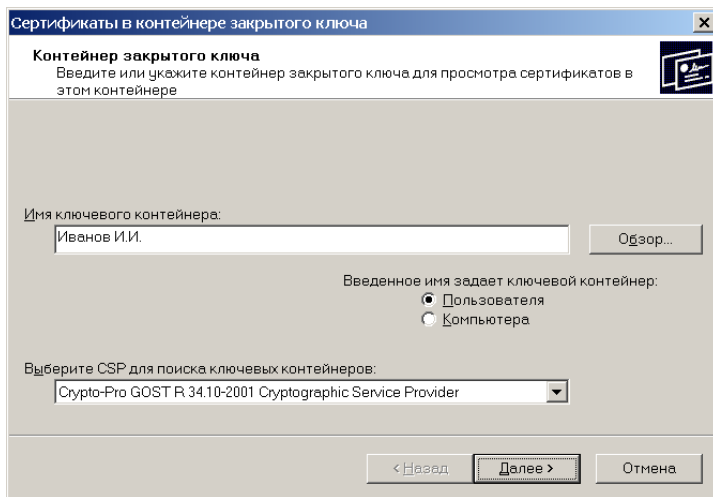 Сертификаты в контейнере закрытого ключа
Контейнер закрытого ключа
Введите или укажите контейнер закрытого ключа для просмотра сертификатов в
этом контейнере
Имя ключевого контейнера:
Иванов И.И.
Обзор...
Введенное имя задает ключевой контейнер:
Пользователя
Компьютера
Выберите CSP для поиска ключевых контейнеров:
Crypto-Pro GOST R 34.10-2001 Cryptographic Service Provider
< Назад
Далее >
Отмена